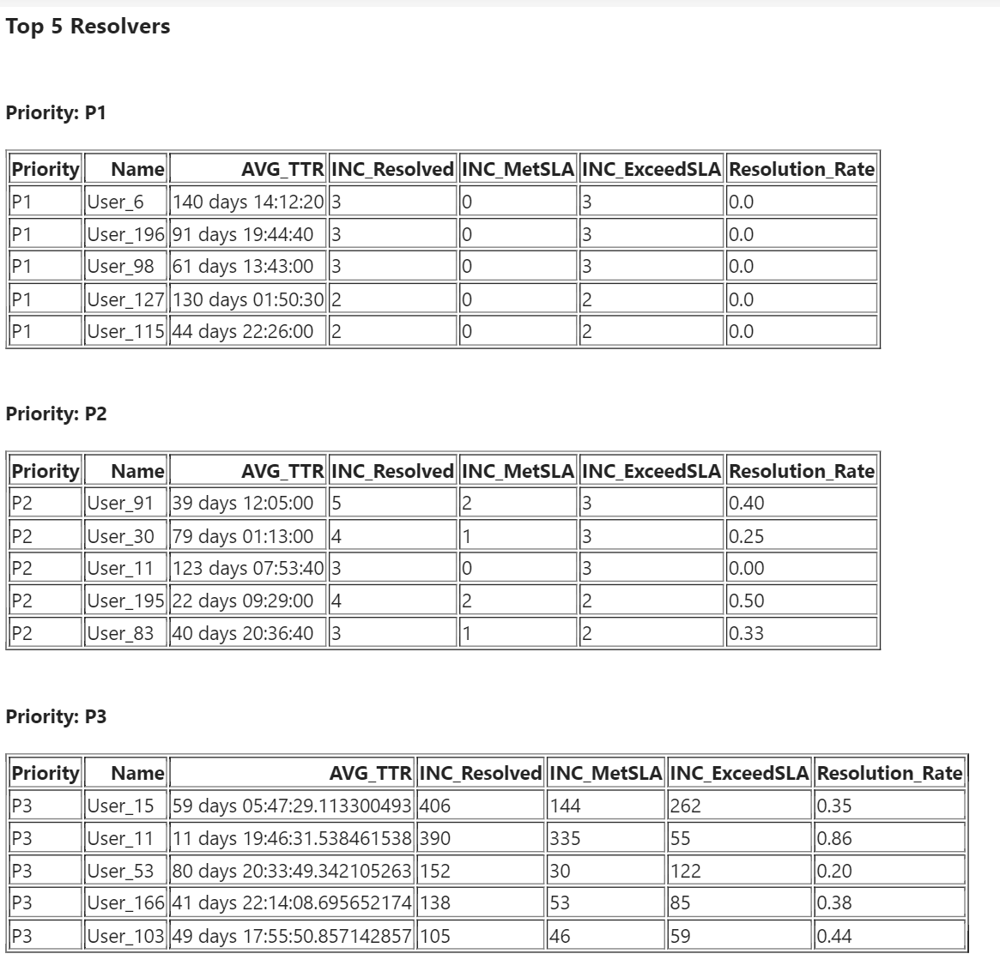 Top 5 Resolvers
Priority: P1
Priority Name AVG_TTR INC_Resolved INC_MetSLA INC_ExceedSLA Resolution_Rate
P1 User_6 140 days 14:12:20 3 0 3 0.0
P1 User_196 91 days 19:44:40 3 0 3 0.0
P1 User_98 61 days 13:43:00 3 0 3 0.0
P1 User_127 130 days 01:50:30 2 0 2 0.0
P1 User_115 44 days 22:26:00 2 0 2 0.0
Priority: P2
Priority Name AVG_TTR INC_Resolved INC_MetSLA INC_ExceedSLA Resolution_Rate
P2 User_91 39 days 12:05:00 5 2 3 0.40
P2 User_30 79 days 01:13:00 4 1 3 0.25
P2 User_11 123 days 07:53:40 3 0 3 0.00
P2 User_195 22 days 09:29:00 4 2 2 0.50
P2 User_83 40 days 20:36:40 3 1 2 0.33
Priority: P3
Priority Name AVG_TTR INC_Resolved INC_MetSLA INC_ExceedSLA Resolution_Rate
P3 User_15 59 days 05:47:29.113300493 406 144 262 0.35
P3 User_11 11 days 19:46:31.538461538 390 335 55 0.86
P3 User_53 80 days 20:33:49.342105263 152 30 122 0.20
P3 User_166 41 days 22:14:08.695652174 138 53 85 0.38
P3 User_103 49 days 17:55:50.857142857 105 46 59 0.44